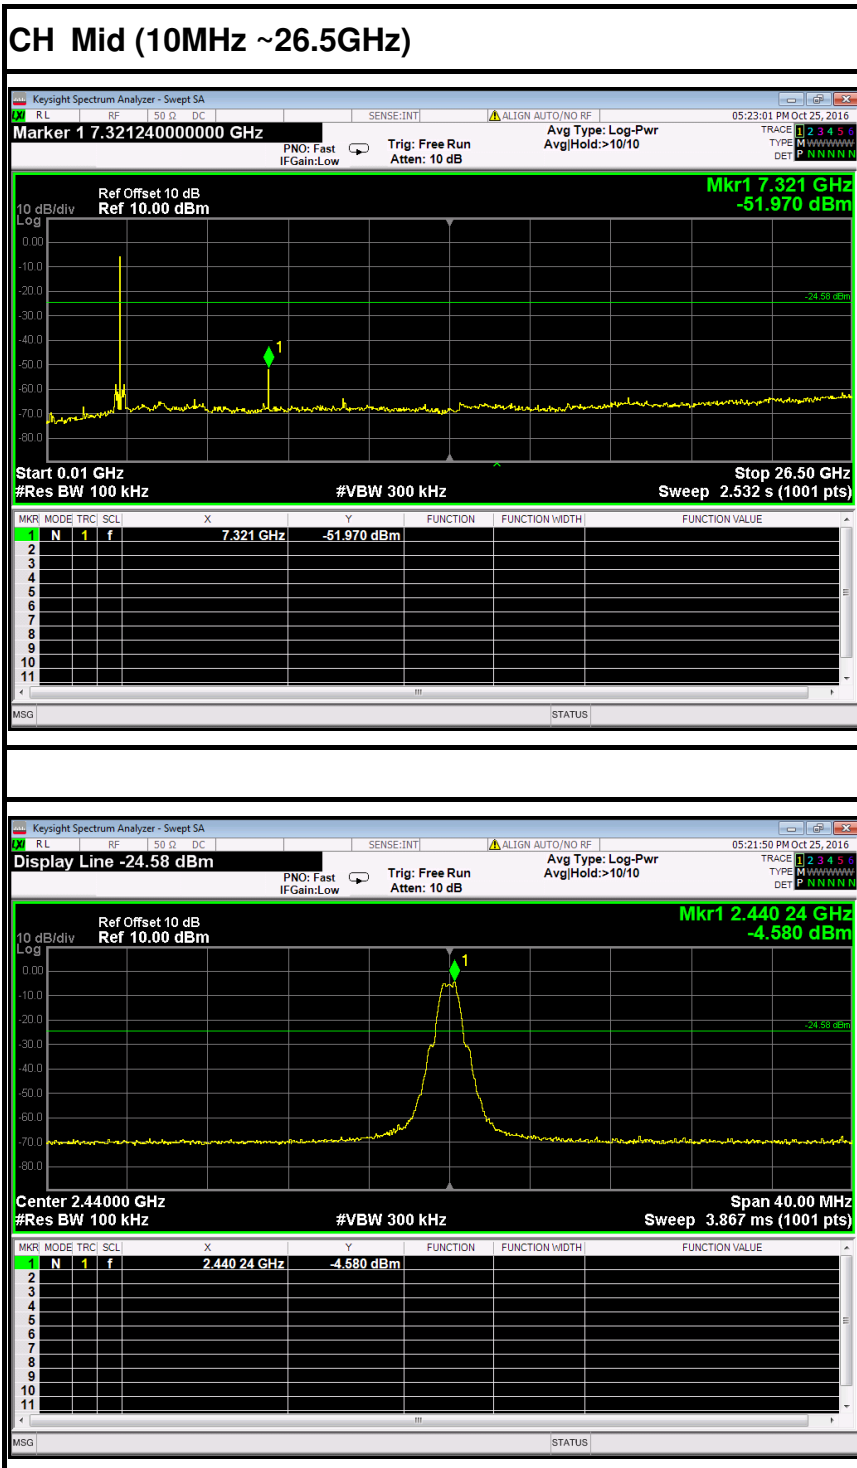 CH Mid (10MHz ~26.5GHz)
Keysight Spectrum Analyzer - Swept SA
LXI RL RF 50 Ω DC SENSE:INT ALIGN AUTO/NO RF 05:23:01 PM Oct 25, 2016
Marker 1 7.321240000000 GHz
PNO: Fast
IFGain:Low
Trig: Free Run
Atten: 10 dB
Avg Type: Log-Pwr
Avg|Hold:>10/10
TRACE 1 2 3 4 5 6
TYPE M W W W W W
DET P N N N N N
Mkr1 7.321 GHz
-51.970 dBm
Ref Offset 10 dB
10 dB/div Ref 10.00 dBm
Log
0.00
-10.0
-20.0
-24.58 dBm
-30.0
-40.0
1
-50.0
-60.0
-70.0
-80.0
Start 0.01 GHz Stop 26.50 GHz
#Res BW 100 kHz #VBW 300 kHz Sweep 2.532 s (1001 pts)
MKR MODE TRC SCL X Y FUNCTION FUNCTION WIDTH FUNCTION VALUE
1 N 1 f 7.321 GHz -51.970 dBm
2
3
4
5
6
7
8
9
10
11
MSG STATUS
Keysight Spectrum Analyzer - Swept SA
LXI RL RF 50 Ω DC SENSE:INT ALIGN AUTO/NO RF 05:21:50 PM Oct 25, 2016
Display Line -24.58 dBm
PNO: Fast
IFGain:Low
Trig: Free Run
Atten: 10 dB
Avg Type: Log-Pwr
Avg|Hold:>10/10
TRACE 1 2 3 4 5 6
TYPE M W W W W W
DET P N N N N N
Mkr1 2.440 24 GHz
-4.580 dBm
Ref Offset 10 dB
10 dB/div Ref 10.00 dBm
Log
1
0.00
-10.0
-20.0
-24.58 dBm
-30.0
-40.0
-50.0
-60.0
-70.0
-80.0
Center 2.44000 GHz Span 40.00 MHz
#Res BW 100 kHz #VBW 300 kHz Sweep 3.867 ms (1001 pts)
MKR MODE TRC SCL X Y FUNCTION FUNCTION WIDTH FUNCTION VALUE
1 N 1 f 2.440 24 GHz -4.580 dBm
2
3
4
5
6
7
8
9
10
11
MSG STATUS